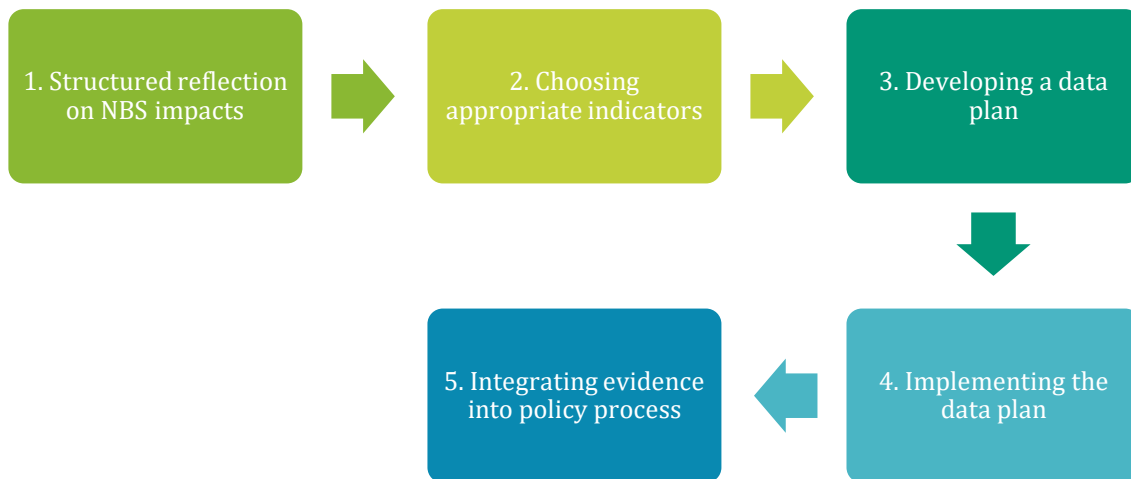 1. Structured reflection
on NBS impacts
2. Choosing
appropriate indicators
3. Developing a data
plan
4. Implementing the
data plan
5. Integrating evidence
into policy process